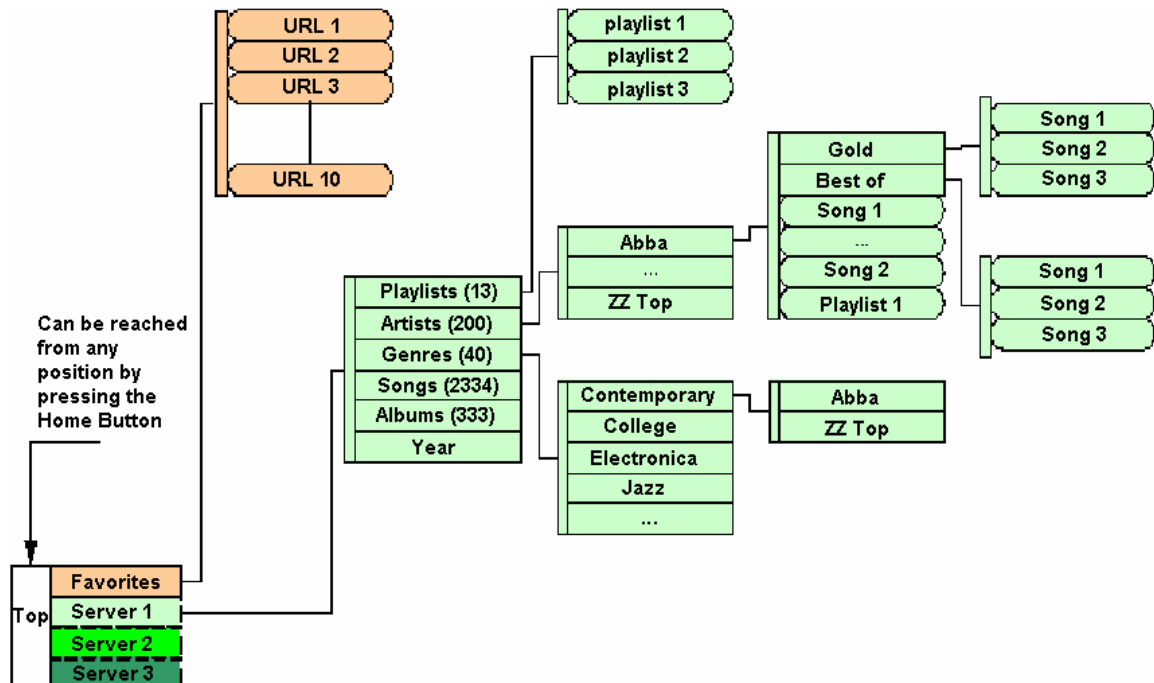 URL 1
URL 2
URL 3
URL 10
playlist 1
playlist 2
playlist 3
Gold
Best of
Song 1
...
Song 2
Playlist 1
Song 1
Song 2
Song 3
Song 1
Song 2
Song 3
Abba
...
ZZ Top
Playlists (13)
Artists (200)
Genres (40)
Songs (2334)
Albums (333)
Year
Contemporary
College
Electronica
Jazz
...
Abba
ZZ Top
Can be reached
from any
position by
pressing the
Home Button
Top
Favorites
Server 1
Server 2
Server 3